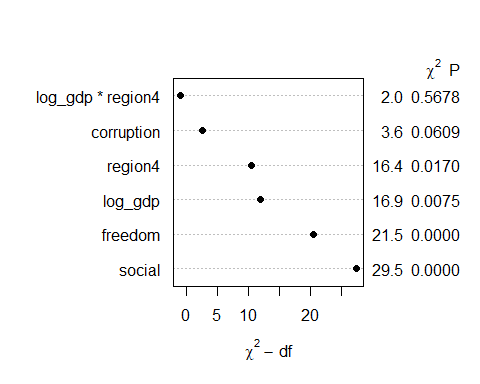 χ² P
log_gdp * region4 2.0 0.5678
corruption 3.6 0.0609
region4 16.4 0.0170
log_gdp 16.9 0.0075
freedom 21.5 0.0000
social 29.5 0.0000
0 5 10 20
χ² − df